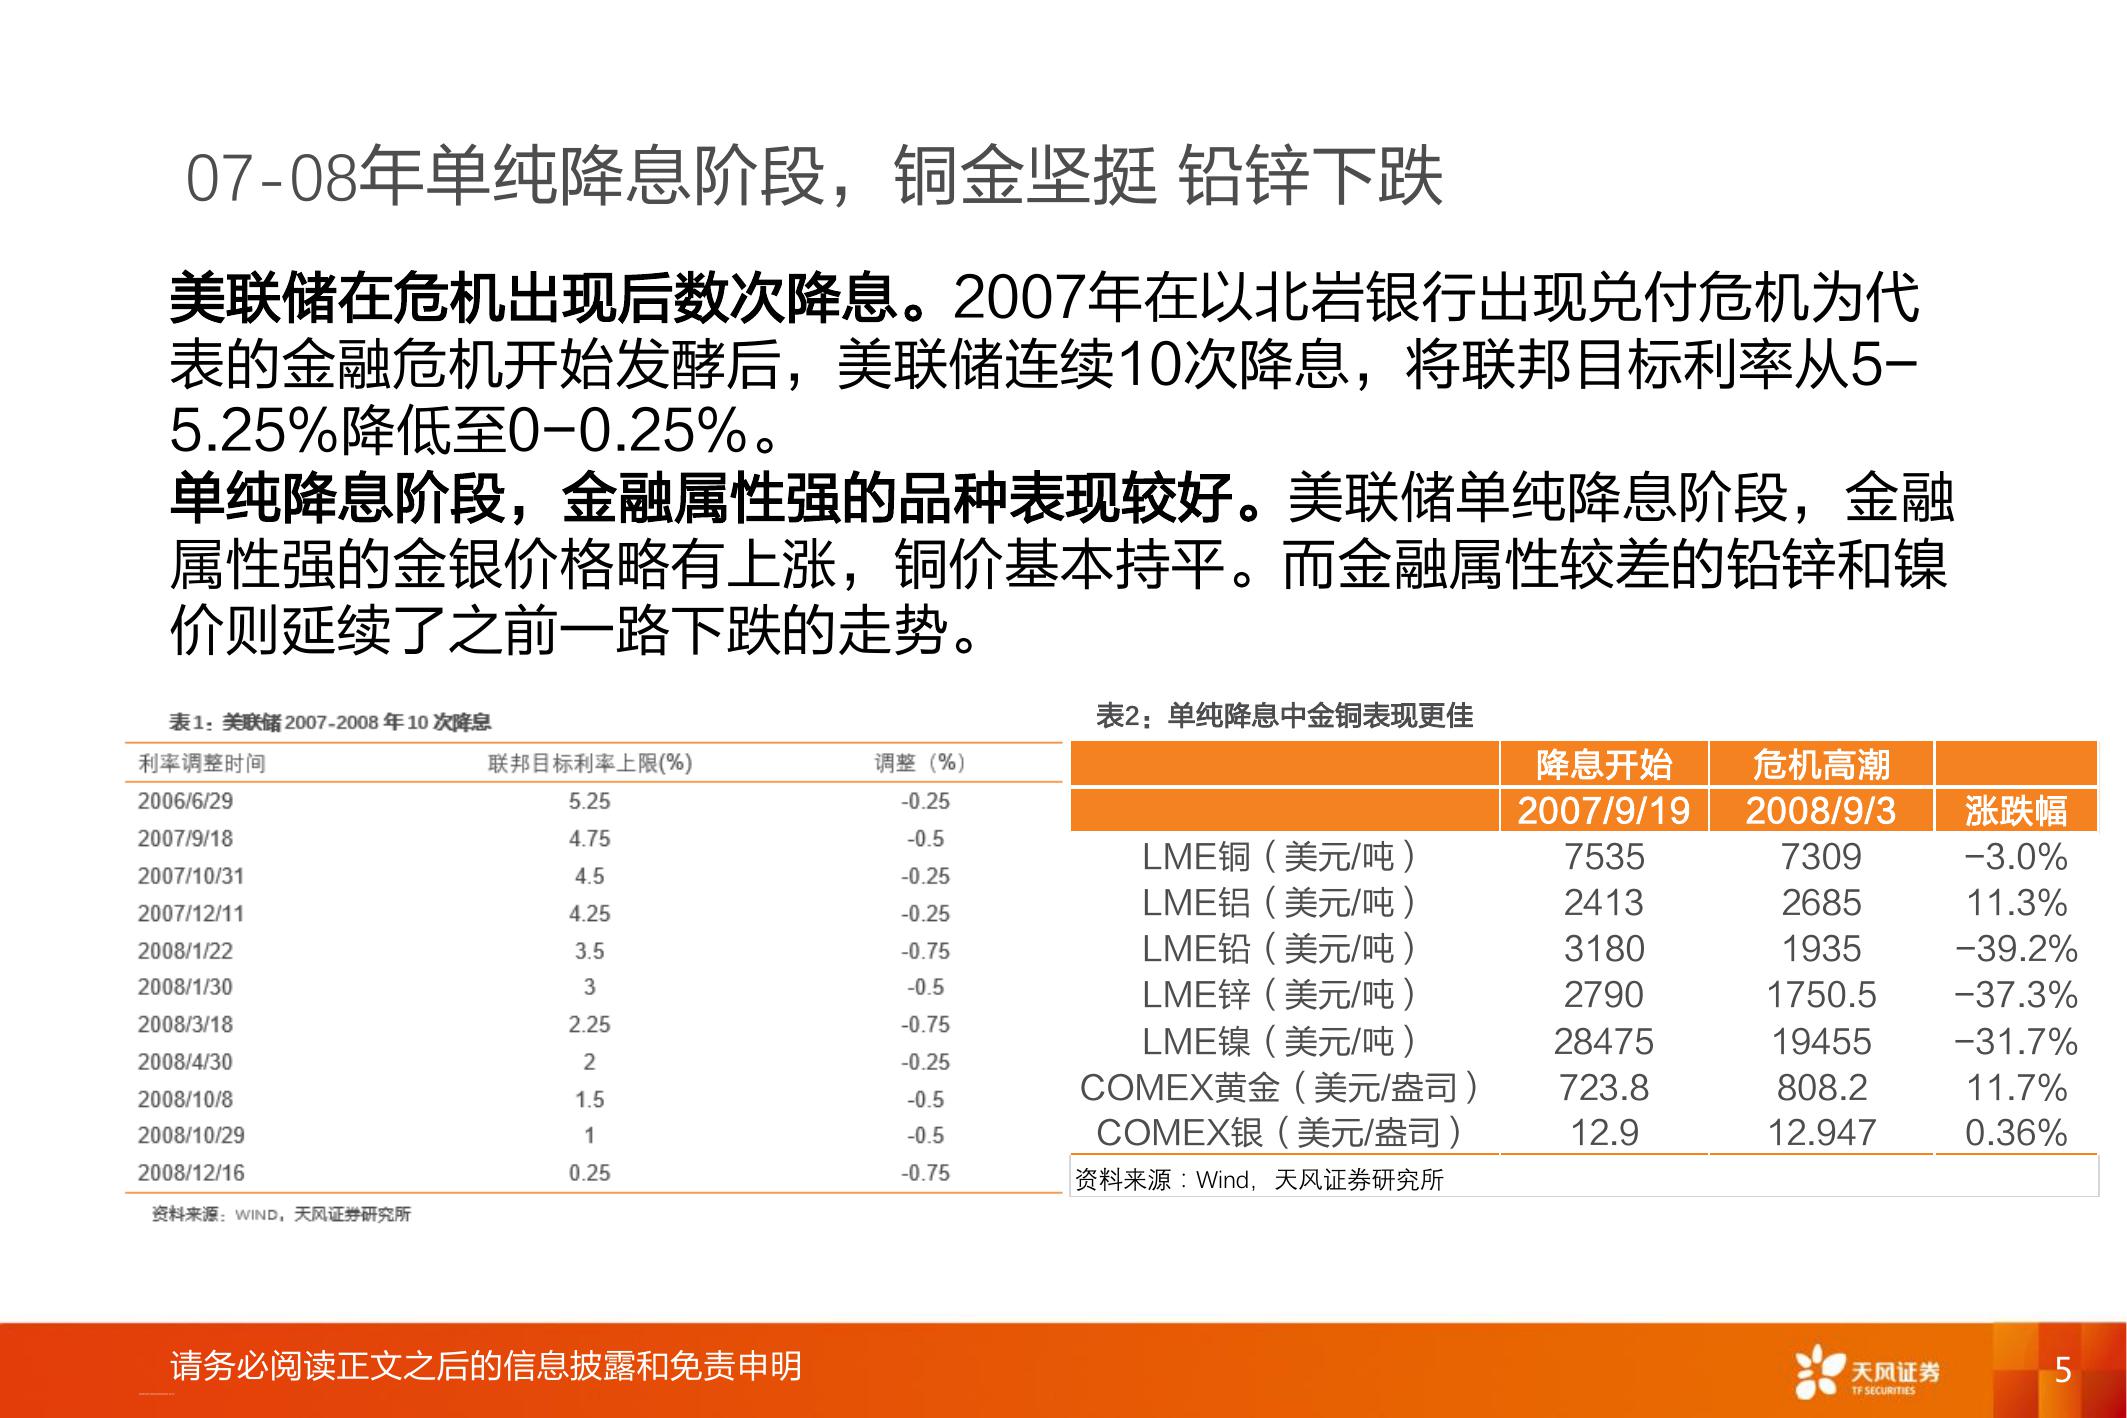 07-08年单纯降息阶段，铜金坚挺 铅锌下跌
美联储在危机出现后数次降息。2007年在以北岩银行出现兑付危机为代
表的金融危机开始发酵后，美联储连续10次降息，将联邦目标利率从5-
5.25%降低至0-0.25%。
单纯降息阶段，金融属性强的品种表现较好。美联储单纯降息阶段，金融
属性强的金银价格略有上涨，铜价基本持平。而金融属性较差的铅锌和镍
价则延续了之前一路下跌的走势。
表1：美联储2007-2008年10次降息
利率调整时间 联邦目标利率上限(%) 调整（%）
2006/6/29 5.25 -0.25
2007/9/18 4.75 -0.5
2007/10/31 4.5 -0.25
2007/12/11 4.25 -0.25
2008/1/22 3.5 -0.75
2008/1/30 3 -0.5
2008/3/18 2.25 -0.75
2008/4/30 2 -0.25
2008/10/8 1.5 -0.5
2008/10/29 1 -0.5
2008/12/16 0.25 -0.75
资料来源：WIND，天风证券研究所
表2：单纯降息中金铜表现更佳
降息开始 危机高潮
2007/9/19 2008/9/3 涨跌幅
LME铜（美元/吨） 7535 7309 -3.0%
LME铝（美元/吨） 2413 2685 11.3%
LME铅（美元/吨） 3180 1935 -39.2%
LME锌（美元/吨） 2790 1750.5 -37.3%
LME镍（美元/吨） 28475 19455 -31.7%
COMEX黄金（美元/盎司） 723.8 808.2 11.7%
COMEX银（美元/盎司） 12.9 12.947 0.36%
资料来源：Wind，天风证券研究所
请务必阅读正文之后的信息披露和免责申明
天风证券
TF SECURITIES
5